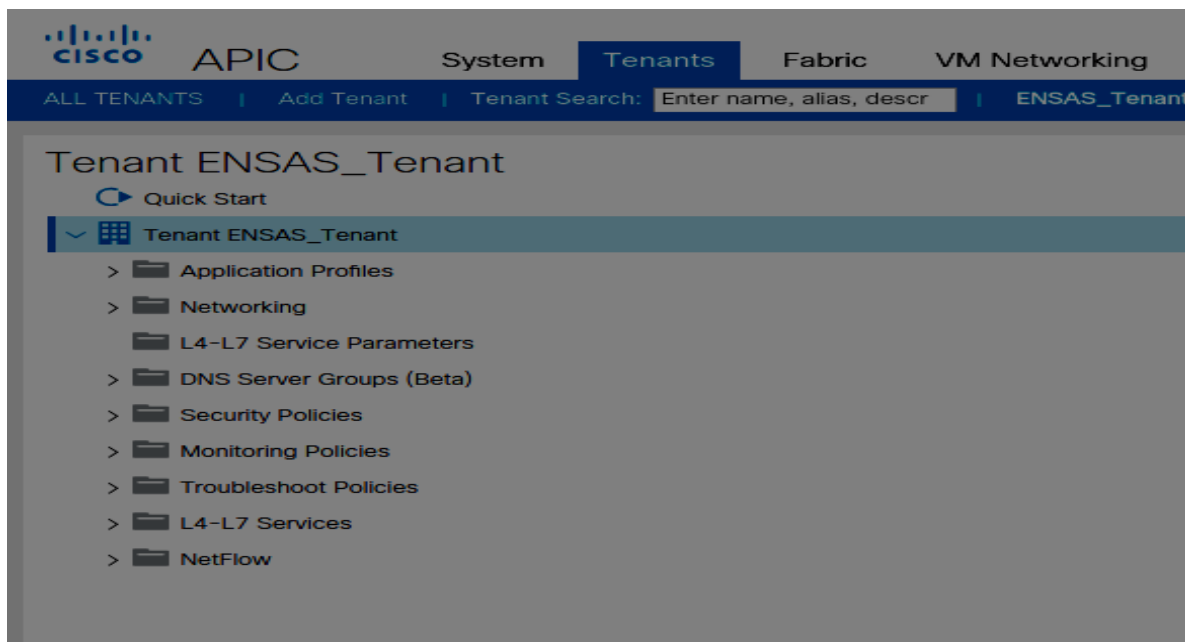 CISCO APIC System Tenants Fabric VM Networking
ALL TENANTS | Add Tenant | Tenant Search: Enter name, alias, descr | ENSAS_Tenant
Tenant ENSAS_Tenant
Quick Start
Tenant ENSAS_Tenant
> Application Profiles
> Networking
L4-L7 Service Parameters
> DNS Server Groups (Beta)
> Security Policies
> Monitoring Policies
> Troubleshoot Policies
> L4-L7 Services
> NetFlow